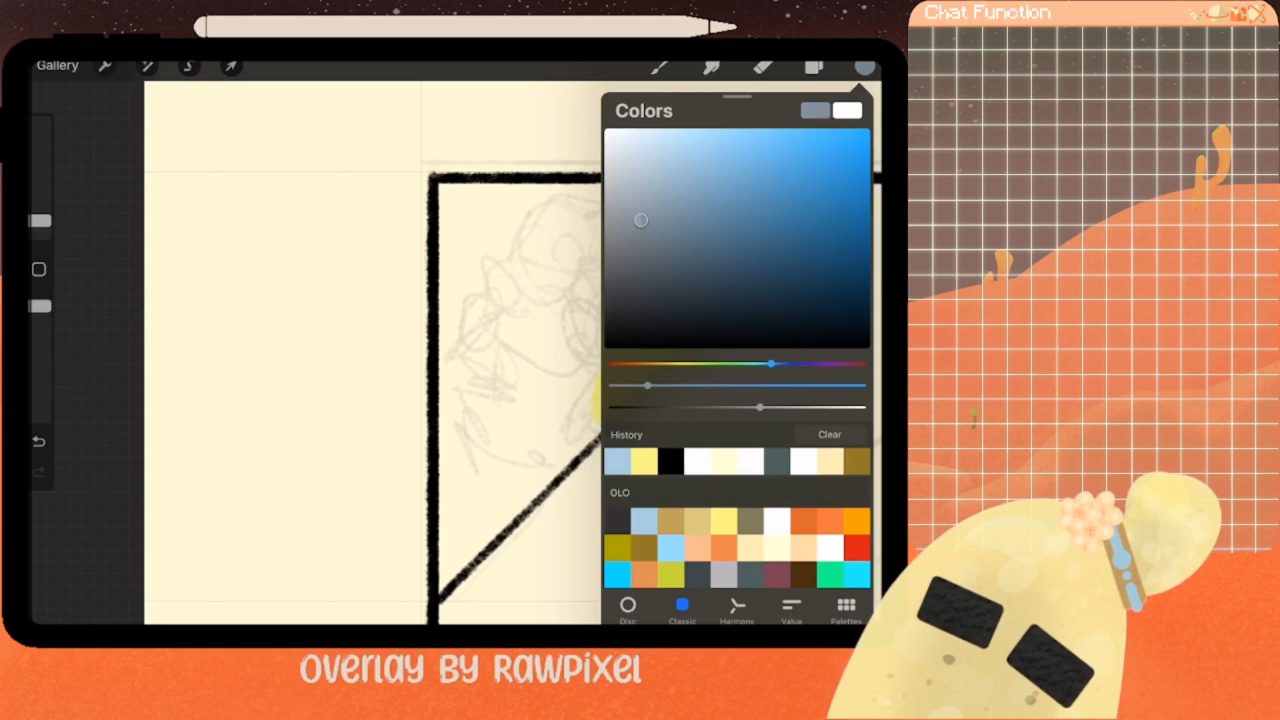 Chat Function
Gallery
Colors
History
Clear
OLO
Disc
Classic
Harmony
Value
Palettes
Overlay by Rawpixel